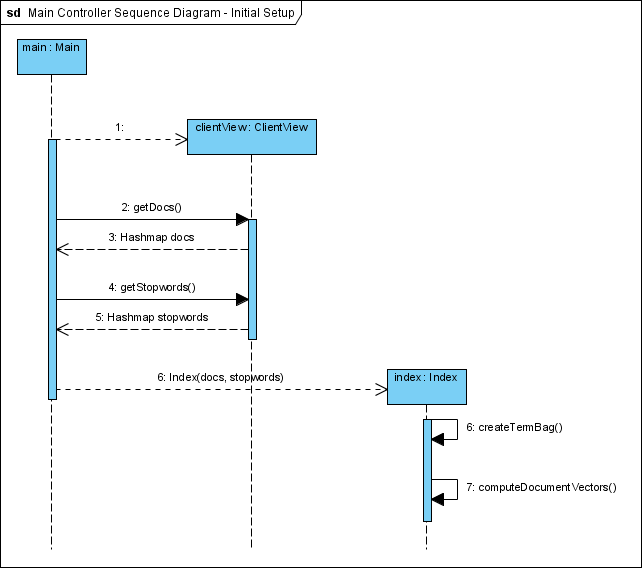 sd Main Controller Sequence Diagram - Initial Setup
main : Main
1:
clientView : ClientView
2: getDocs()
3: Hashmap docs
4: getStopwords()
5: Hashmap stopwords
6: Index(docs, stopwords)
index : Index
6: createTermBag()
7: computeDocumentVectors()